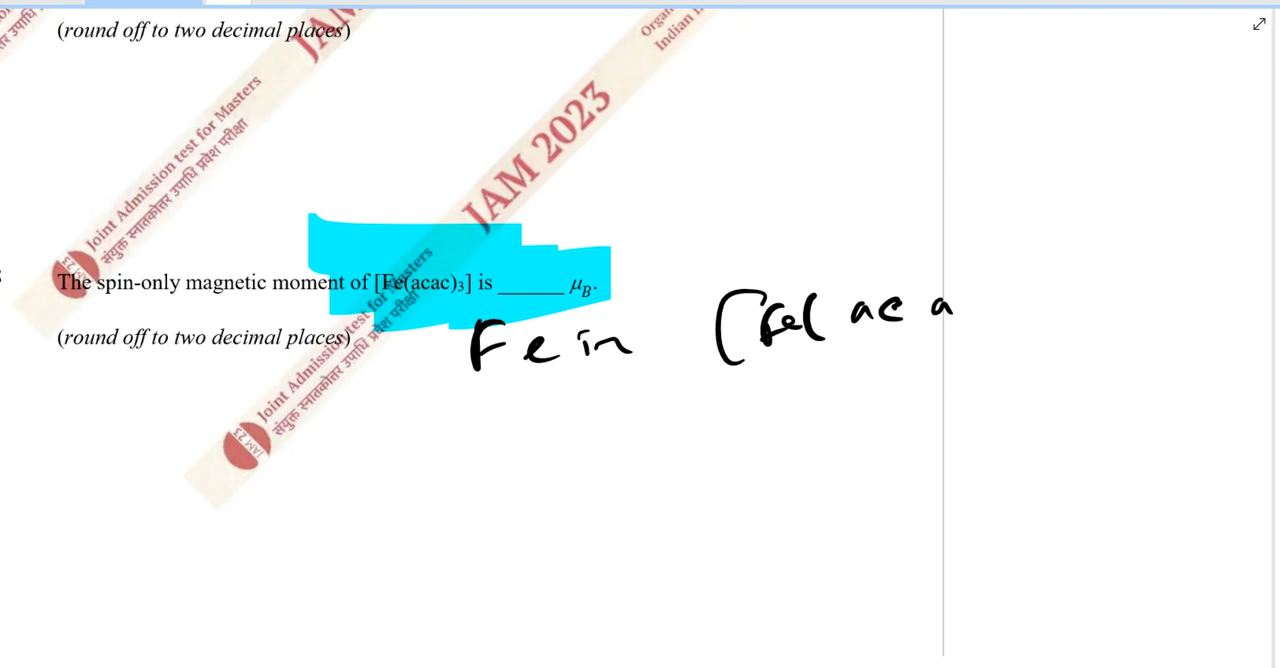 (round off to two decimal places)
JAM 2023
Joint Admission test for Masters
संयुक्त स्नातकोत्तर उपाधि प्रवेश परीक्षा
The spin-only magnetic moment of [Fe(acac)₃] is ______ μB.
(round off to two decimal places)
Fe in [Fe( ac a
Joint Admission test for Masters
संयुक्त स्नातकोत्तर उपाधि प्रवेश परीक्षा
JAM 23